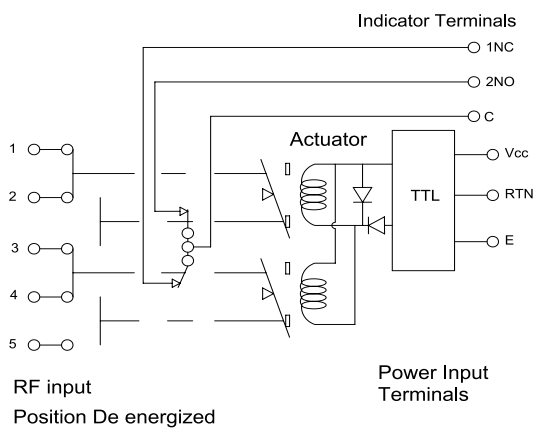 Indicator Terminals
1NC
2NO
C
Actuator
1
2
3
4
5
TTL
Vcc
RTN
E
RF input
Position De energized
Power Input
Terminals